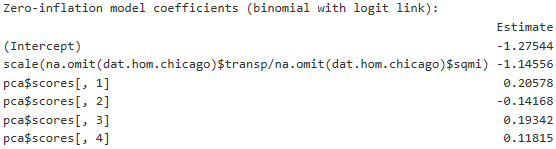 Zero-inflation model coefficients (binomial with logit link):
Estimate
(Intercept) -1.27544
scale(na.omit(dat.hom.chicago)$transp/na.omit(dat.hom.chicago)$sqmi) -1.14556
pca$scores[, 1] 0.20578
pca$scores[, 2] -0.14168
pca$scores[, 3] 0.19342
pca$scores[, 4] 0.11815